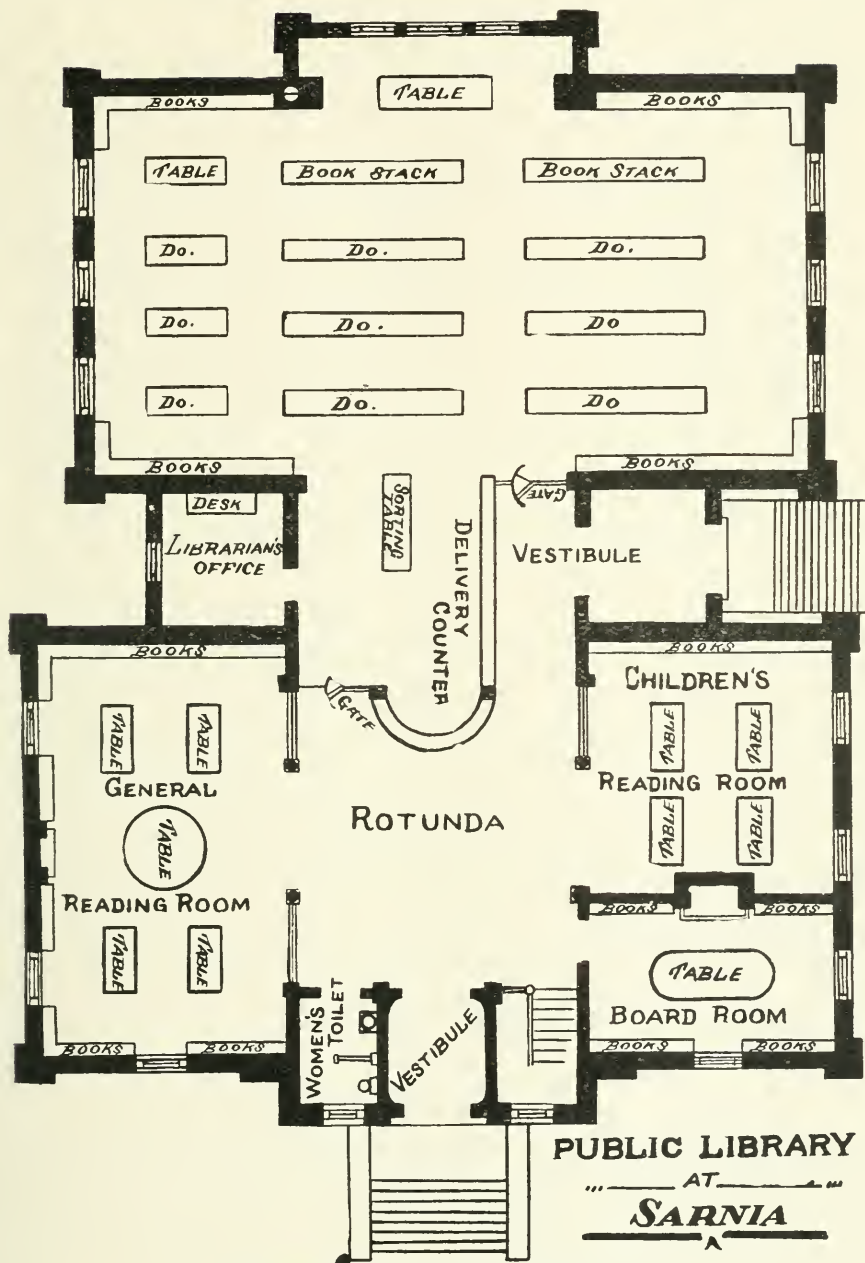 TABLE
BOOKS
BOOKS
TABLE
BOOK STACK
BOOK STACK
Do.
Do.
Do.
Do.
Do.
Do
Do.
Do.
Do
BOOKS
BOOKS
DESK
SORTING
TABLE
GATE
LIBRARIAN'S
OFFICE
DELIVERY
COUNTER
VESTIBULE
BOOKS
BOOKS
GATE
CHILDREN'S
TABLE
TABLE
TABLE
TABLE
GENERAL
READING ROOM
TABLE
ROTUNDA
TABLE
TABLE
READING ROOM
BOOKS
BOOKS
TABLE
TABLE
TABLE
BOARD ROOM
WOMEN'S
TOILET
VESTIBULE
BOOKS
BOOKS
BOOKS
BOOKS
PUBLIC LIBRARY
AT
SARNIA
A